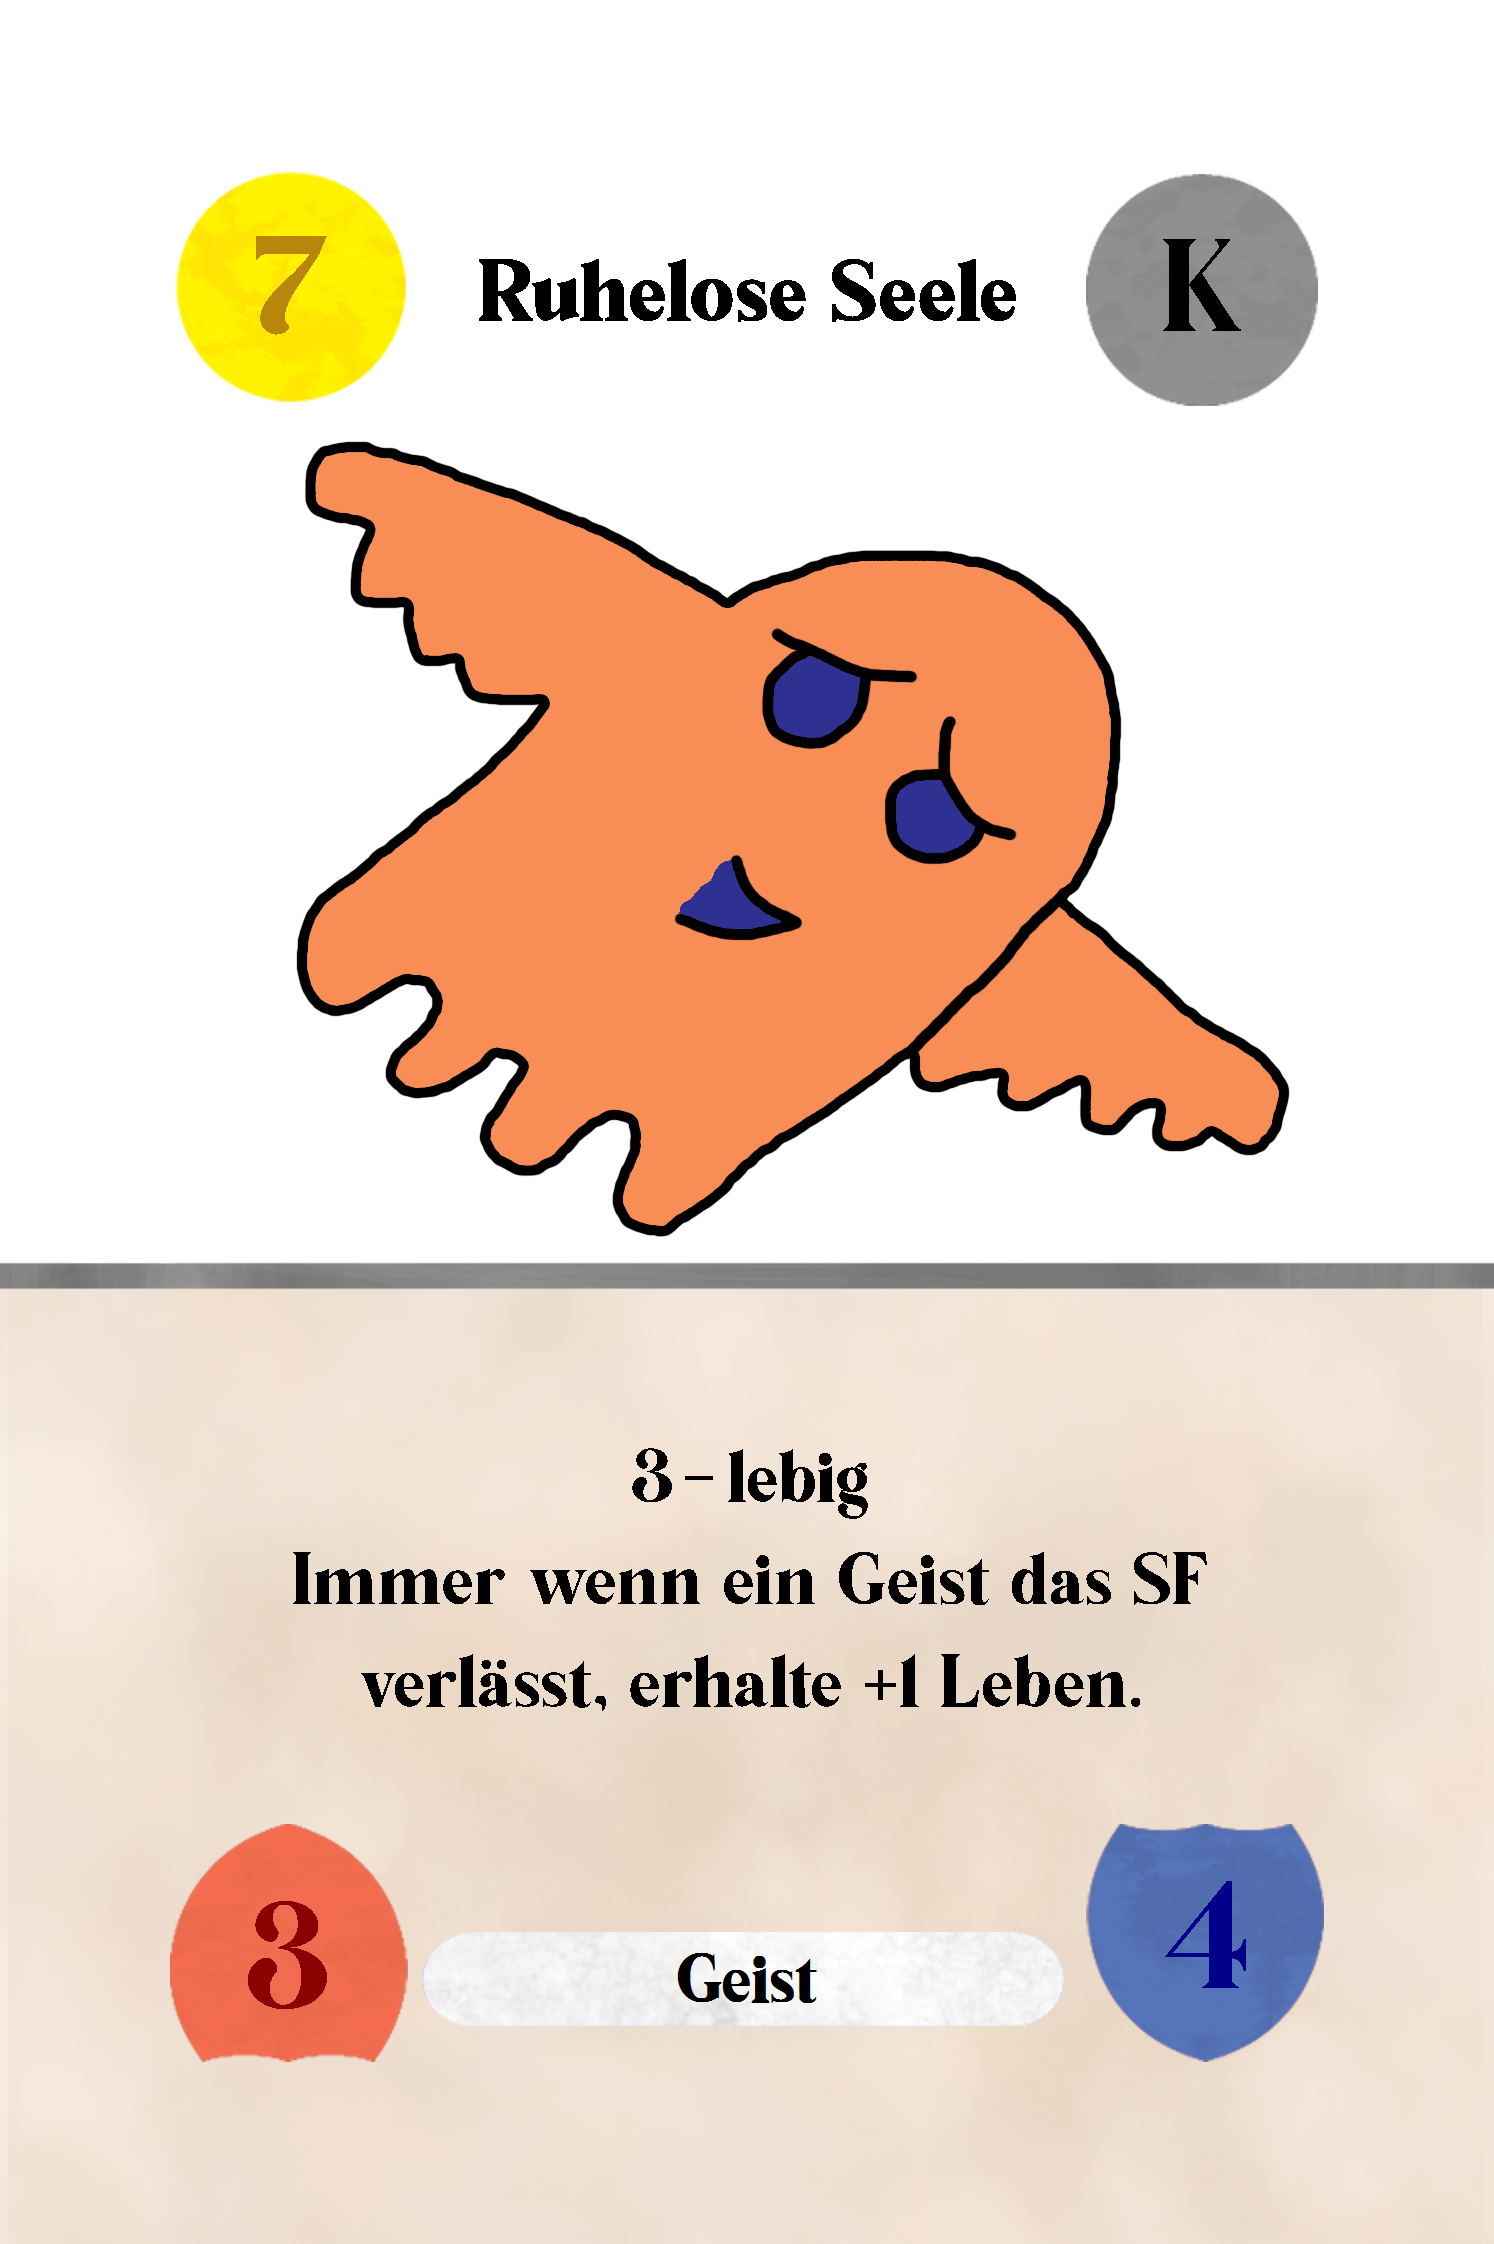 7 Ruhelose Seele K
3 – lebig
Immer wenn ein Geist das SF
verlässt, erhalte +1 Leben.
3 Geist 4